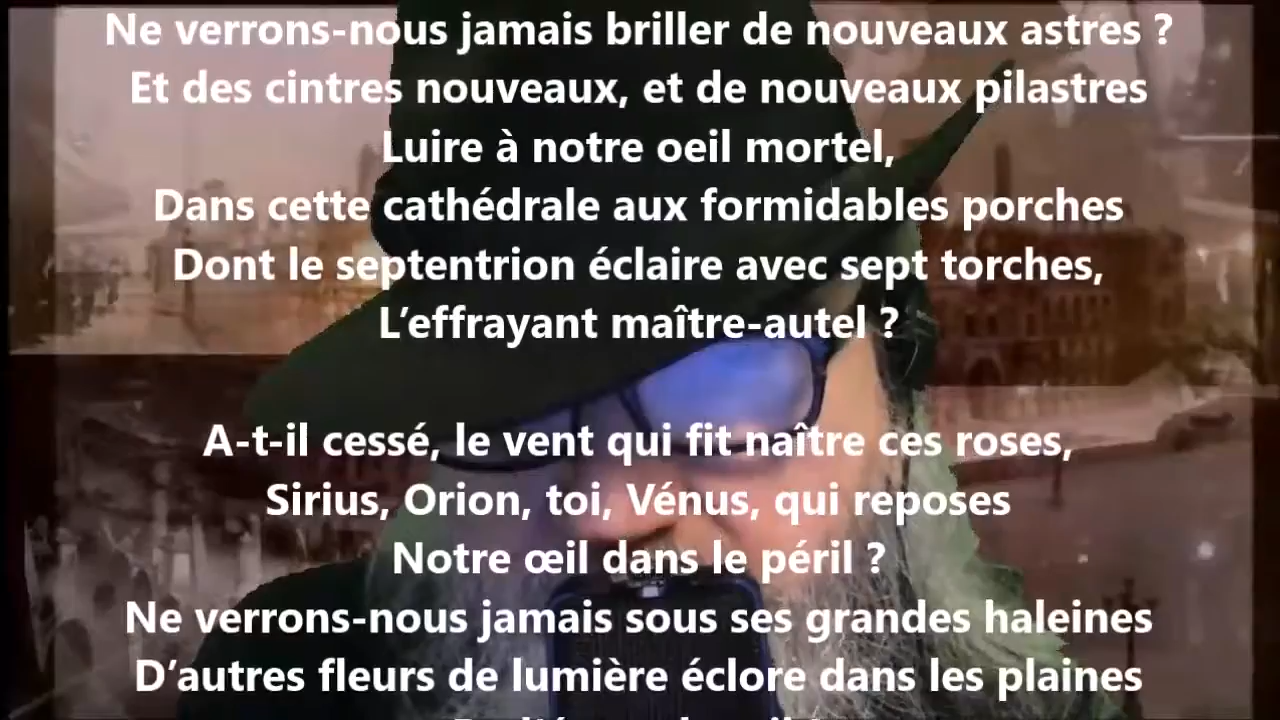 Ne verrons-nous jamais briller de nouveaux astres ?
Et des cintres nouveaux, et de nouveaux pilastres
Luire à notre oeil mortel,
Dans cette cathédrale aux formidables porches
Dont le septentrion éclaire avec sept torches,
L’effrayant maître-autel ?
A-t-il cessé, le vent qui fit naître ces roses,
Sirius, Orion, toi, Vénus, qui reposes
Notre œil dans le péril ?
Ne verrons-nous jamais sous ses grandes haleines
D’autres fleurs de lumière éclore dans les plaines